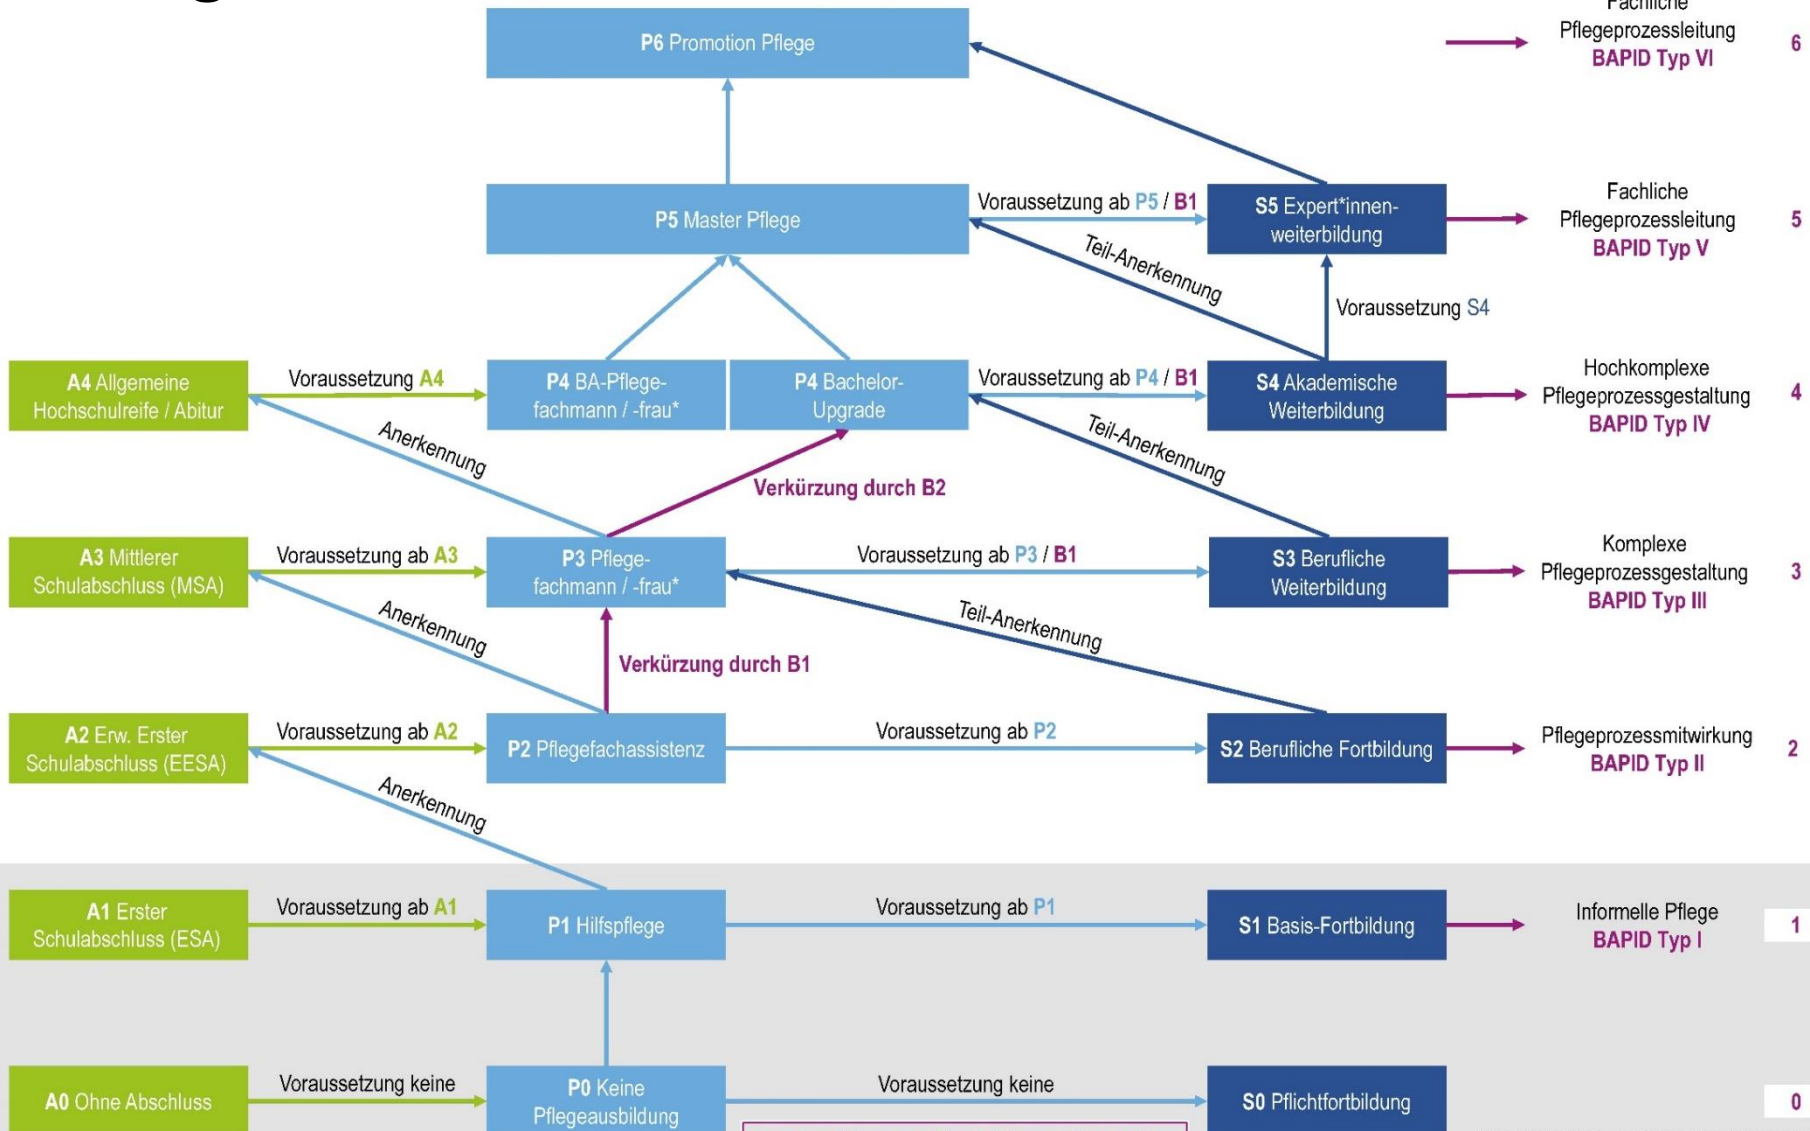 Fachliche
P6 Promotion Pflege
Pflegeprozessleitung
BAPID Typ VI
6
P5 Master Pflege
Voraussetzung ab P5 / B1
S5 Expert*innen-
weiterbildung
Fachliche
Pflegeprozessleitung
BAPID Typ V
5
Teil-Anerkennung
Voraussetzung S4
A4 Allgemeine
Hochschulreife / Abitur
Voraussetzung A4
P4 BA-Pflege-
fachmann / -frau*
P4 Bachelor-
Upgrade
Voraussetzung ab P4 / B1
S4 Akademische
Weiterbildung
Hochkomplexe
Pflegeprozessgestaltung
BAPID Typ IV
4
Anerkennung
Verkürzung durch B2
Teil-Anerkennung
A3 Mittlerer
Schulabschluss (MSA)
Voraussetzung ab A3
P3 Pflege-
fachmann / -frau*
Voraussetzung ab P3 / B1
S3 Berufliche
Weiterbildung
Komplexe
Pflegeprozessgestaltung
BAPID Typ III
3
Anerkennung
Verkürzung durch B1
Teil-Anerkennung
A2 Erw. Erster
Schulabschluss (EESA)
Voraussetzung ab A2
P2 Pflegefachassistenz
Voraussetzung ab P2
S2 Berufliche Fortbildung
Pflegeprozessmitwirkung
BAPID Typ II
2
Anerkennung
A1 Erster
Schulabschluss (ESA)
Voraussetzung ab A1
P1 Hilfspflege
Voraussetzung ab P1
S1 Basis-Fortbildung
Informelle Pflege
BAPID Typ I
1
A0 Ohne Abschluss
Voraussetzung keine
P0 Keine
Pflegeausbildung
Voraussetzung keine
S0 Pflichtfortbildung
0